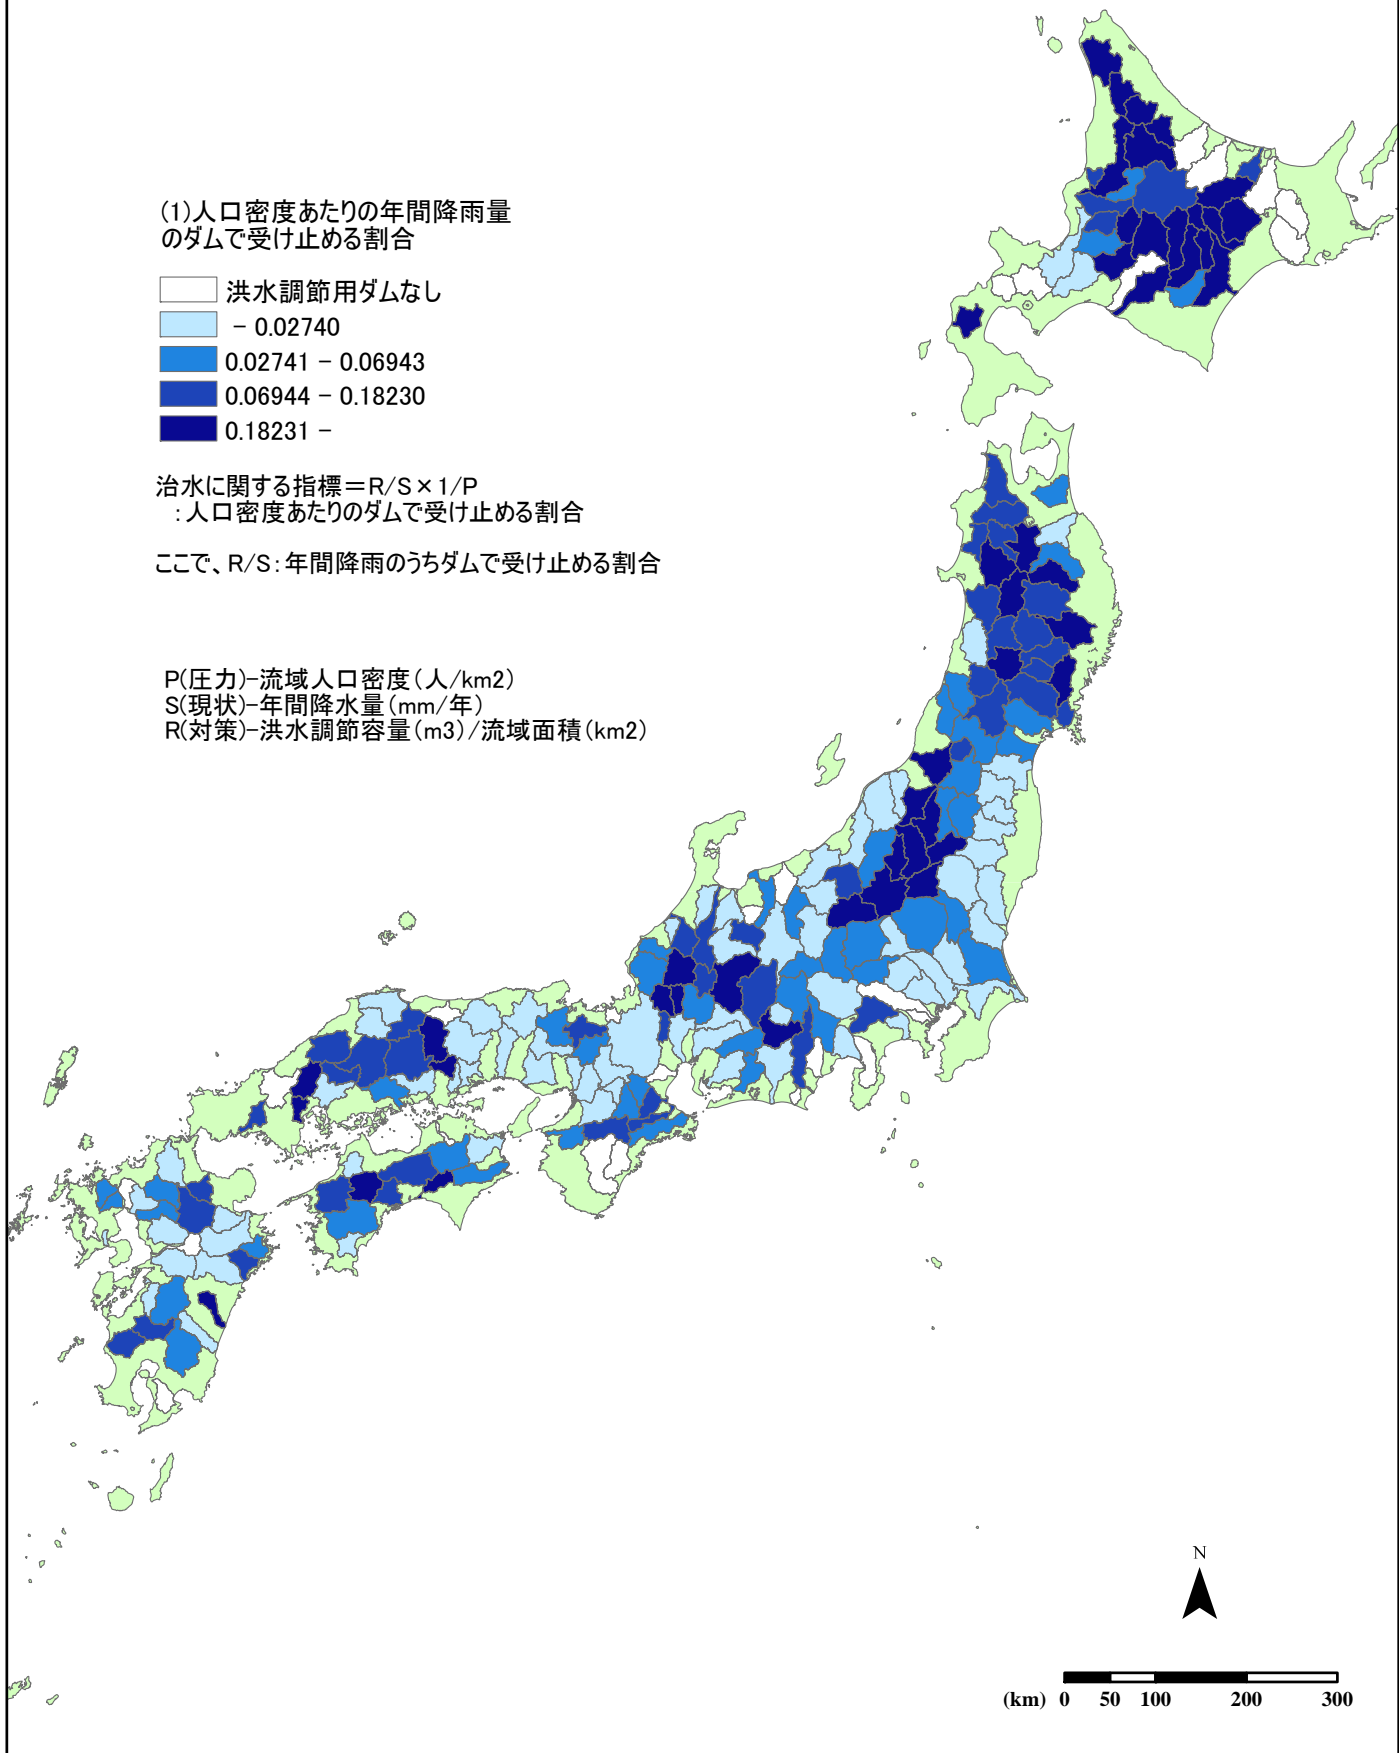 (1)人口密度あたりの年間降雨量
のダムで受け止める割合
洪水調節用ダムなし
- 0.02740
0.02741 - 0.06943
0.06944 - 0.18230
0.18231 -
治水に関する指標=R/S×1/P
:人口密度あたりのダムで受け止める割合
ここで、R/S:年間降雨のうちダムで受け止める割合
P(圧力)-流域人口密度(人/km2)
S(現状)-年間降水量(mm/年)
R(対策)-洪水調節容量(m3)/流域面積(km2)
N
(km) 0 50 100 200 300